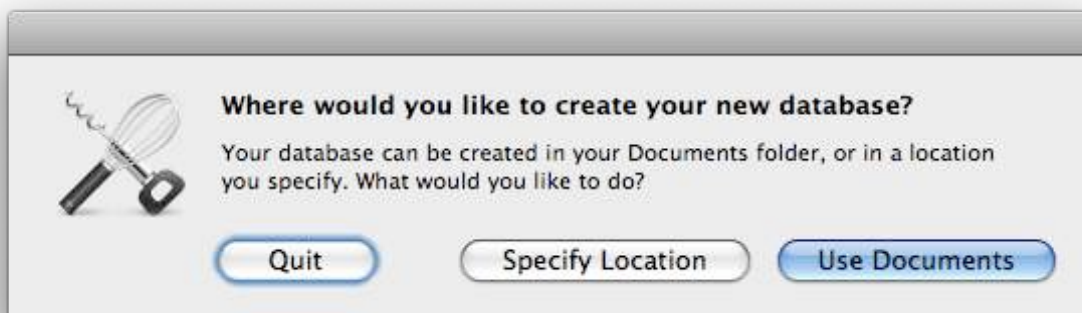 Where would you like to create your new database?
Your database can be created in your Documents folder, or in a location
you specify. What would you like to do?
Quit
Specify Location
Use Documents